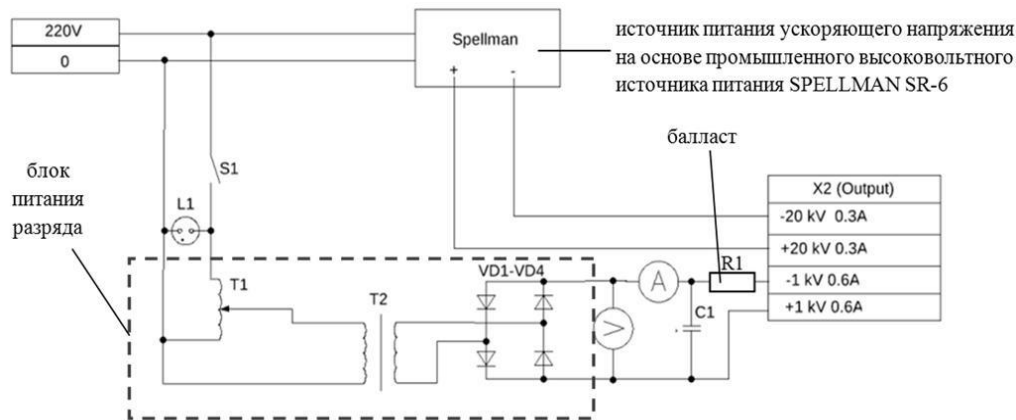 220V
0
Spellman
+
-
источник питания ускоряющего напряжения
на основе промышленного высоковольтного
источника питания SPELLMAN SR-6
балласт
блок
питания
разряда
S1
L1
X2 (Output)
-20 kV 0.3A
+20 kV 0.3A
-1 kV 0.6A
+1 kV 0.6A
R1
T1
T2
VD1-VD4
A
V
C1